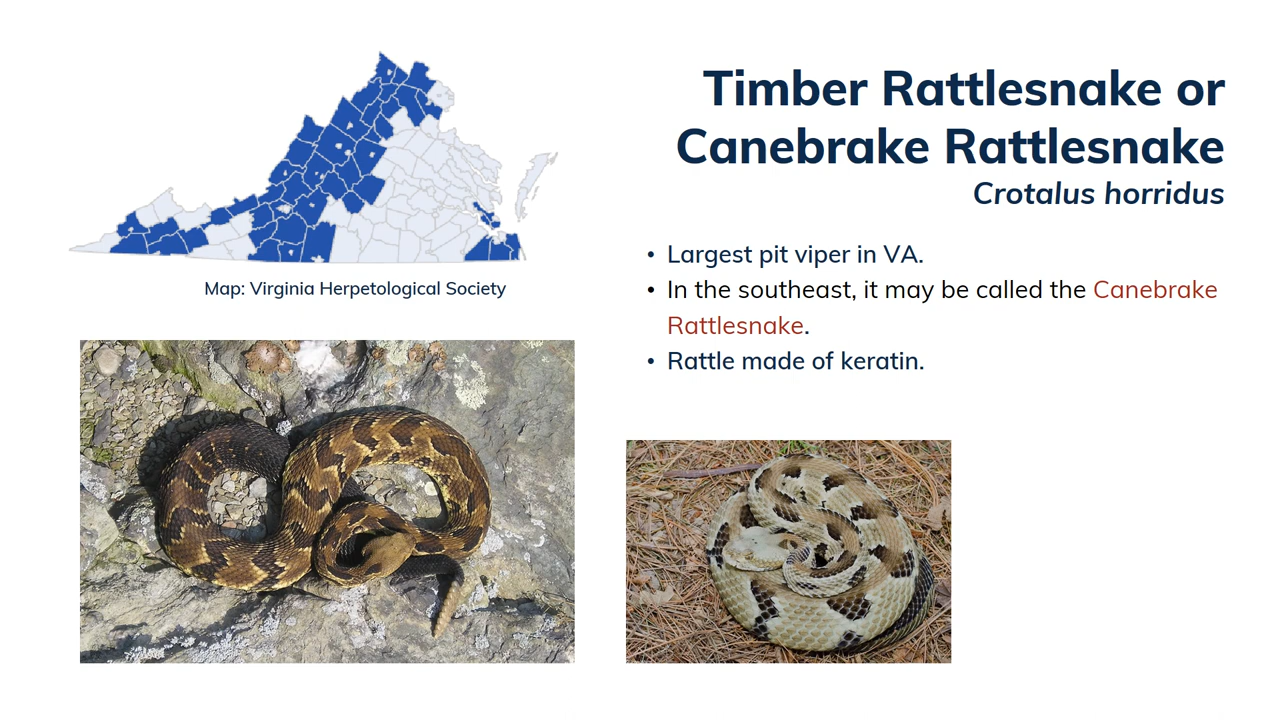 Timber Rattlesnake or
Canebrake Rattlesnake
Crotalus horridus
Map: Virginia Herpetological Society
• Largest pit viper in VA.
• In the southeast, it may be called the Canebrake
Rattlesnake.
• Rattle made of keratin.